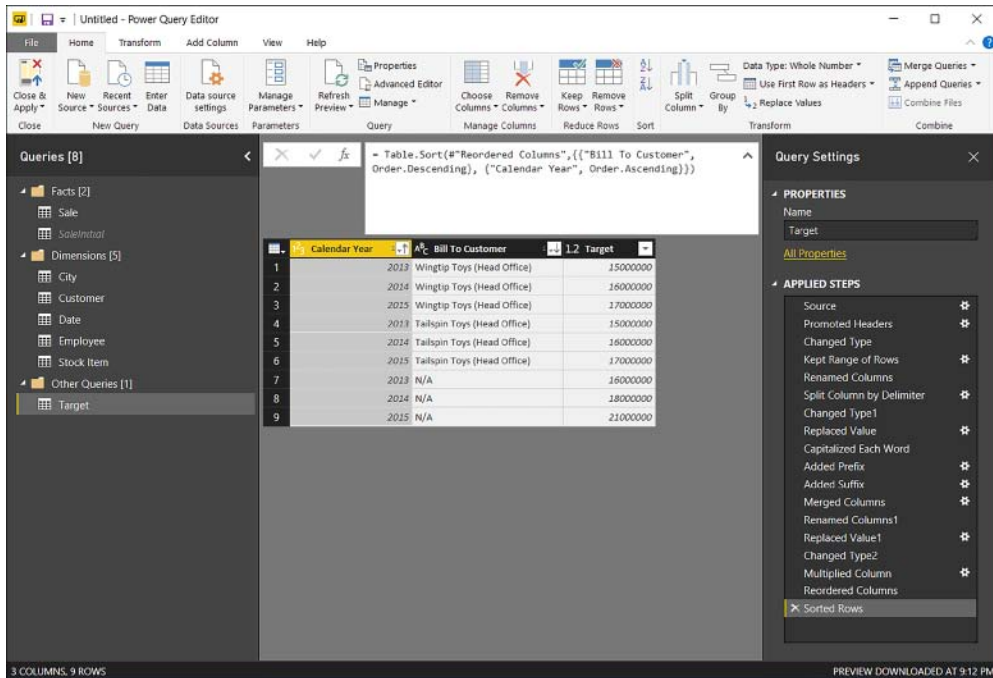 Untitled - Power Query Editor
File Home Transform Add Column View Help
Close & Apply
New Source
Recent Sources
Enter Data
Data source settings
Manage Parameters
Refresh Preview
Properties
Advanced Editor
Manage
Choose Columns
Remove Columns
Keep Rows
Remove Rows
Split Column
Group By
Data Type: Whole Number
Use First Row as Headers
Replace Values
Merge Queries
Append Queries
Combine Files
Close New Query Data Sources Parameters Query Manage Columns Reduce Rows Sort Transform Combine
Queries [8]
Facts [2]
Sale
SaleInitial
Dimensions [5]
City
Customer
Date
Employee
Stock Item
Other Queries [1]
Target
fx = Table.Sort(#"Reordered Columns",{{"Bill To Customer",
Order.Descending}, {"Calendar Year", Order.Ascending}})
Calendar Year ABC Bill To Customer 1.2 Target
1 2013 Wingtip Toys (Head Office) 15000000
2 2014 Wingtip Toys (Head Office) 16000000
3 2015 Wingtip Toys (Head Office) 17000000
4 2013 Tailspin Toys (Head Office) 15000000
5 2014 Tailspin Toys (Head Office) 16000000
6 2015 Tailspin Toys (Head Office) 17000000
7 2013 N/A 16000000
8 2014 N/A 18000000
9 2015 N/A 21000000
Query Settings
PROPERTIES
Name
Target
All Properties
APPLIED STEPS
Source
Promoted Headers
Changed Type
Kept Range of Rows
Renamed Columns
Split Column by Delimiter
Changed Type1
Replaced Value
Capitalized Each Word
Added Prefix
Added Suffix
Merged Columns
Renamed Columns1
Replaced Value1
Changed Type2
Multiplied Column
Reordered Columns
Sorted Rows
3 COLUMNS, 9 ROWS
PREVIEW DOWNLOADED AT 9:12 PM